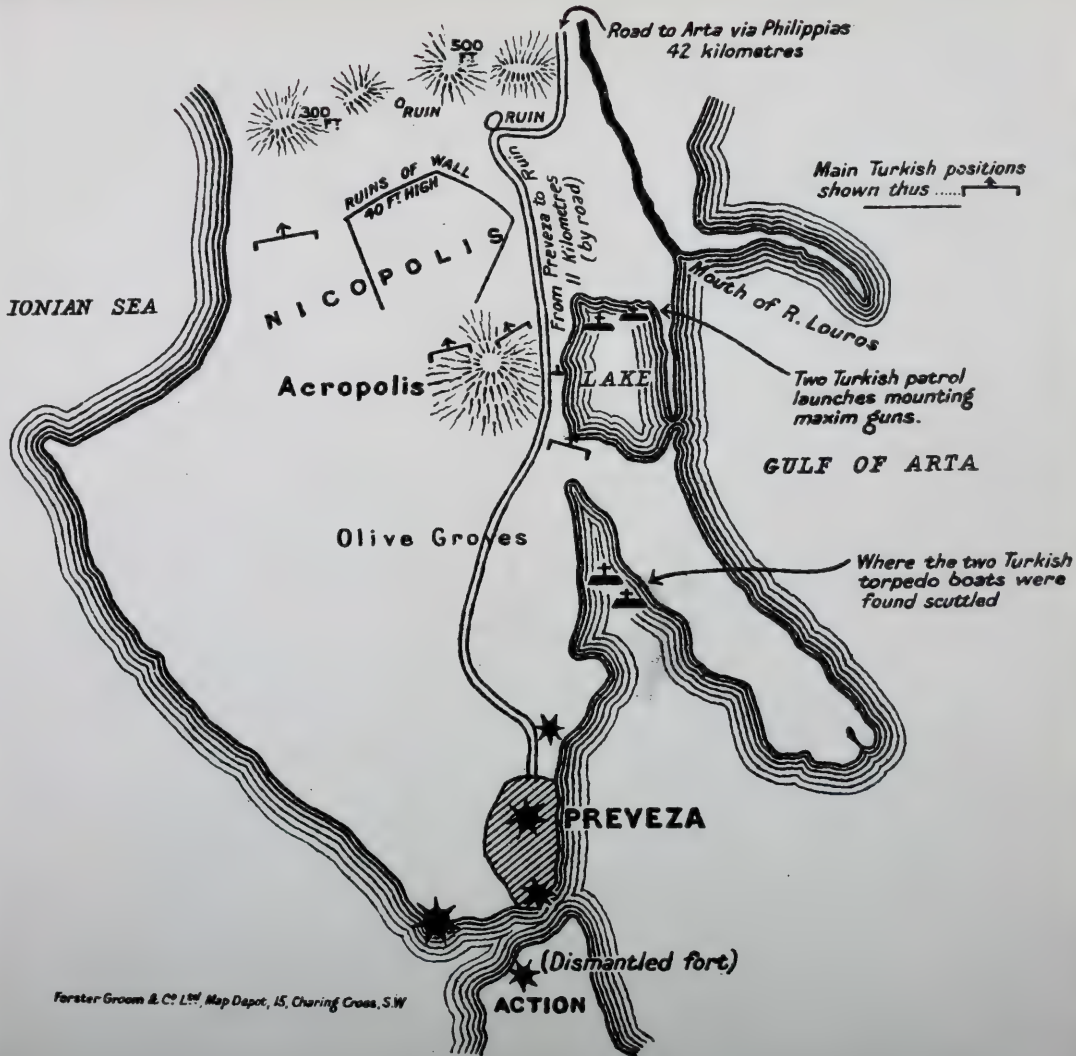 Road to Arta via Philippias
42 kilometres
500
FT
300
FT
RUIN
RUIN
RUINS OF WALL
40 FT HIGH
Main Turkish positions
shown thus .....
From Preveza to Ruin
11 Kilometres
(by road)
NICOPOLIS
IONIAN SEA
Mouth of R. Louros
Acropolis
LAKE
Two Turkish patrol
launches mounting
maxim guns.
GULF OF ARTA
Olive Groves
Where the two Turkish
torpedo boats were
found scuttled
PREVEZA
(Dismantled fort)
ACTION
Forster Groom & Co Ltd, Map Depot, 15, Charing Cross, S.W